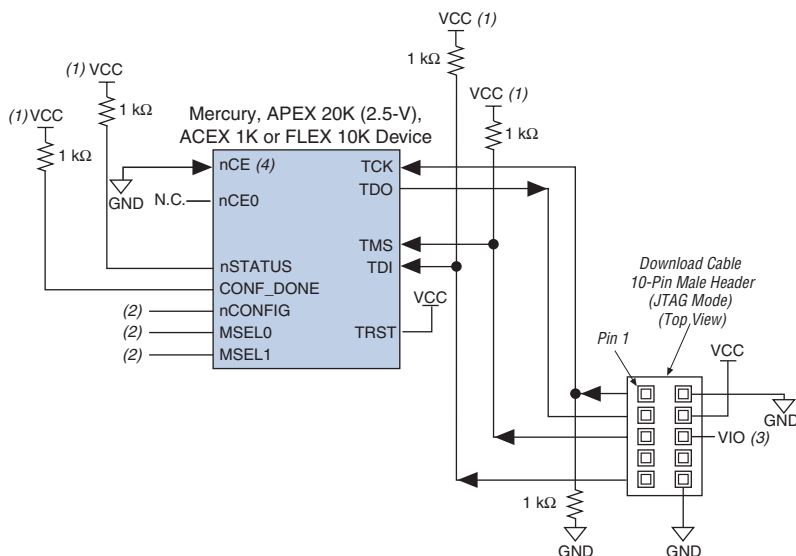 VCC (1)
1 kΩ
(1) VCC
1 kΩ
VCC (1)
1 kΩ
(1) VCC
1 kΩ
Mercury, APEX 20K (2.5-V),
ACEX 1K or FLEX 10K Device
nCE (4)
TCK
TDO
GND
N.C.
nCE0
TMS
nSTATUS
TDI
CONF_DONE
(2)
nCONFIG
(2)
MSEL0
TRST
VCC
(2)
MSEL1
Download Cable
10-Pin Male Header
(JTAG Mode)
(Top View)
Pin 1
VCC
GND
VIO (3)
1 kΩ
GND
GND